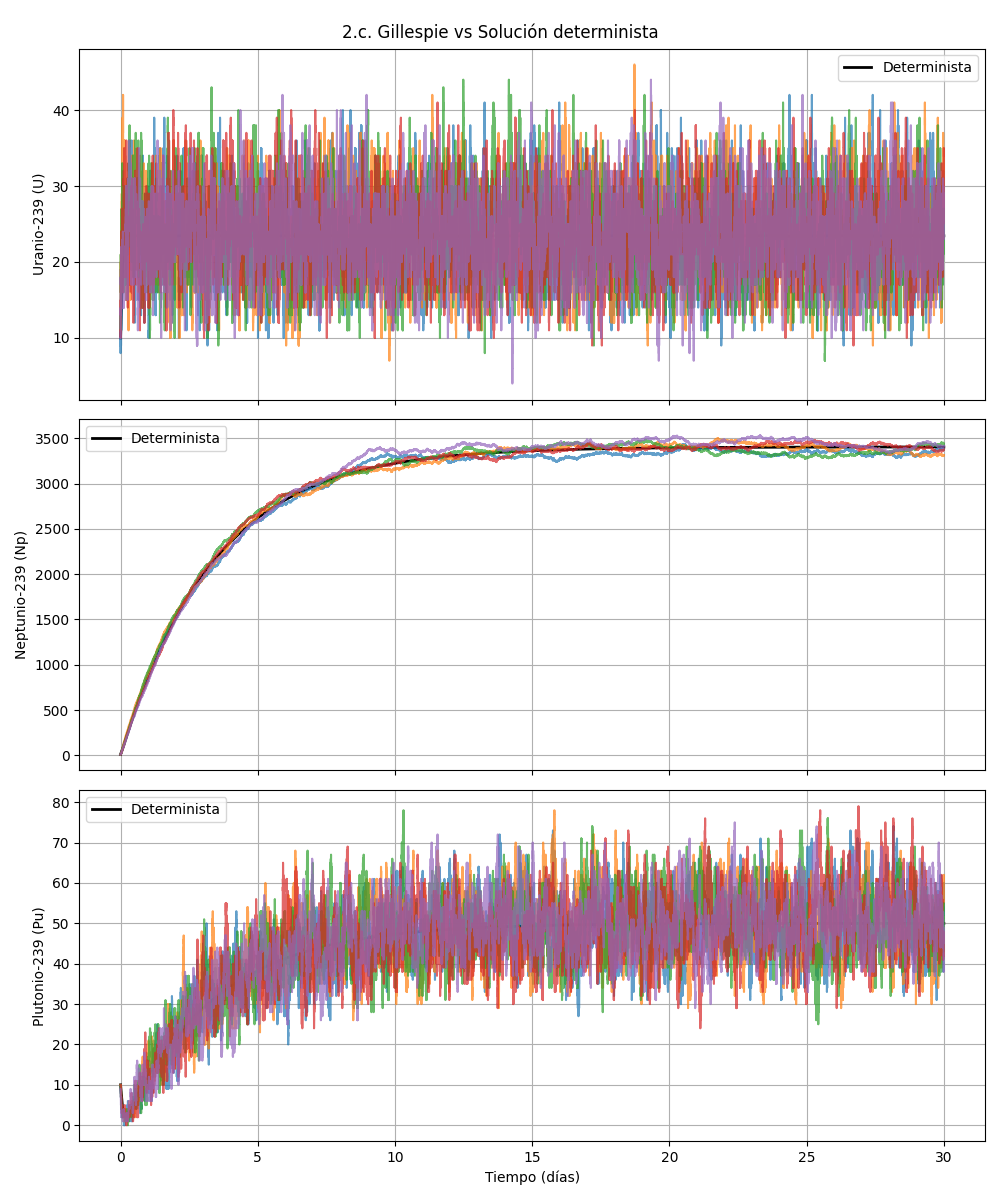 2.c. Gillespie vs Solución determinista
Determinista
40
30
20
10
Uranio-239 (U)
Determinista
3500
3000
2500
2000
1500
1000
500
0
Neptunio-239 (Np)
Determinista
80
70
60
50
40
30
20
10
0
Plutonio-239 (Pu)
0 5 10 15 20 25 30
Tiempo (días)